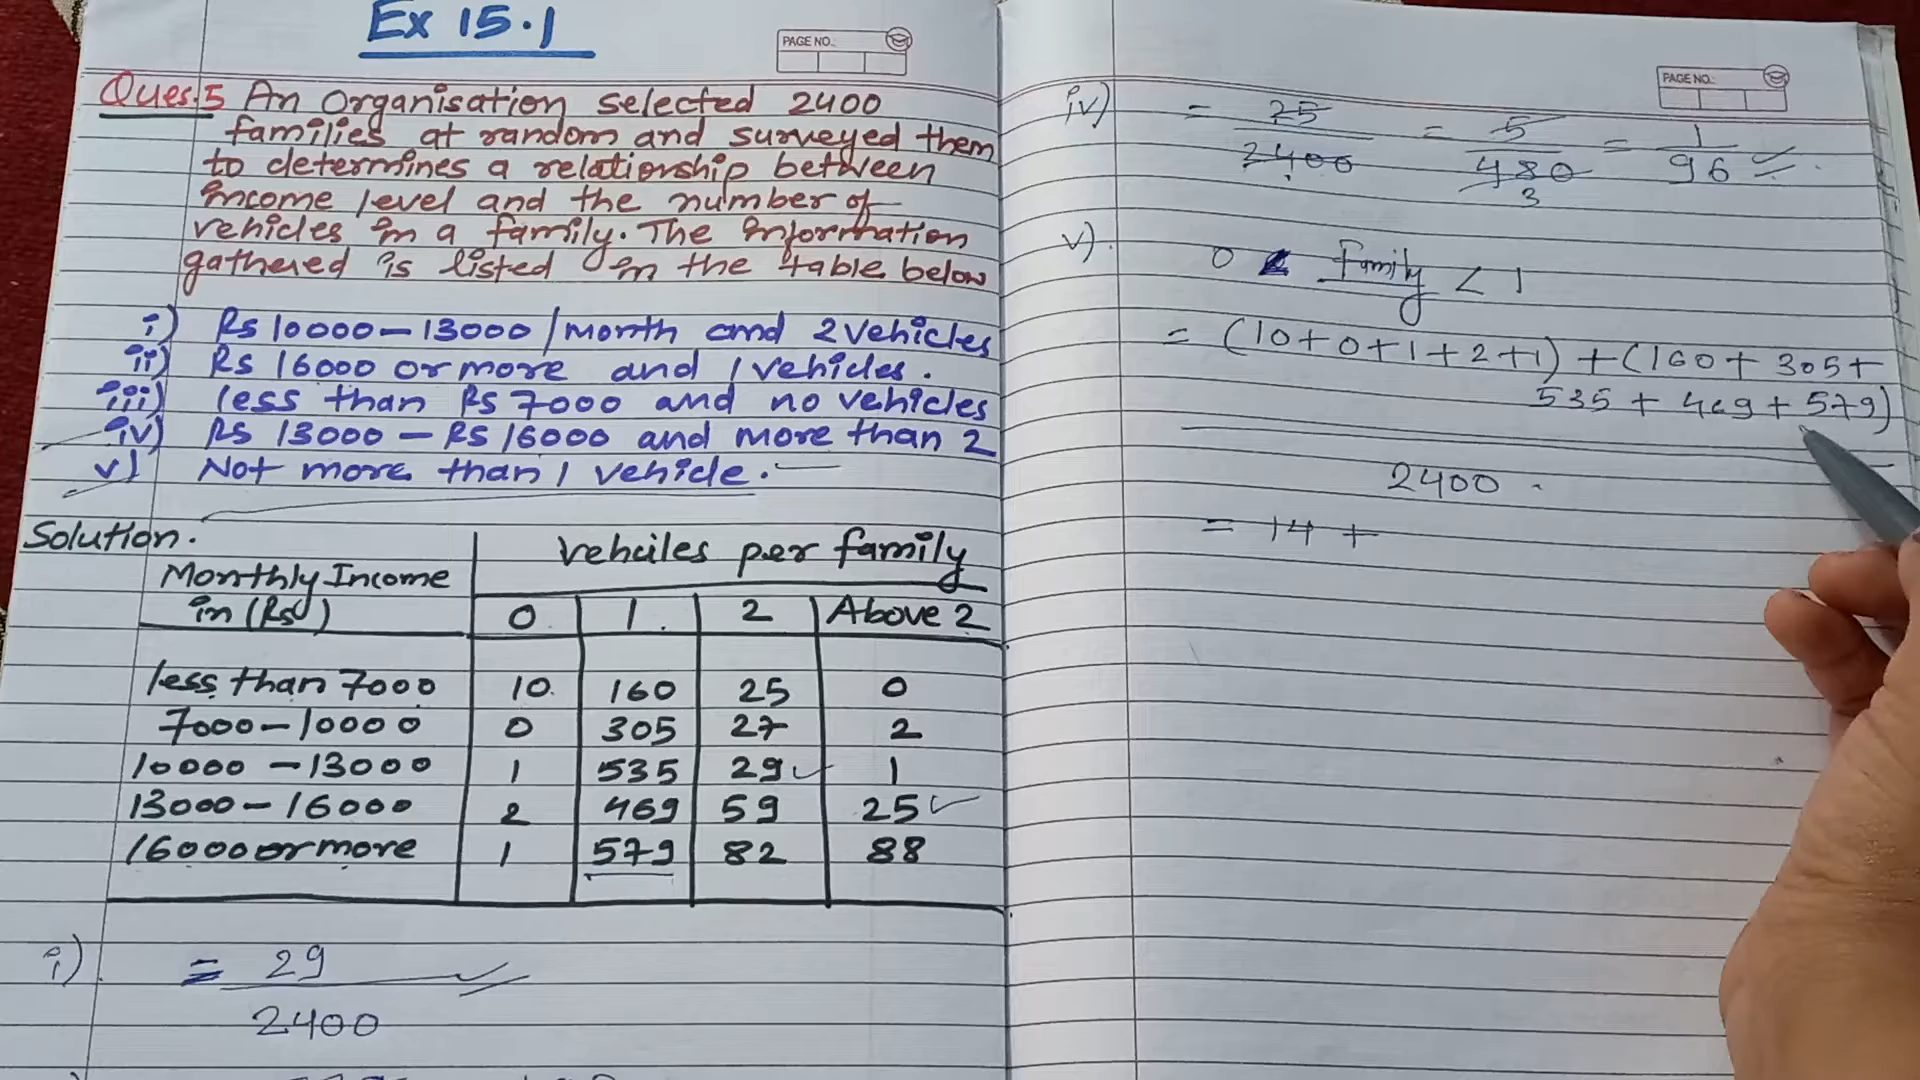 Ex 15.1
PAGE NO.:
Ques.5 An Organisation selected 2400
families at random and surveyed them
to determines a relationship between
income level and the number of
vehicles in a family. The information
gathered is listed in the table below
i) Rs 10000-13000/month and 2 vehicles
ii) Rs 16000 or more and 1 vehicles.
iii) less than Rs 7000 and no vehicles
iv) Rs 13000 - Rs 16000 and more than 2
v) Not more than 1 vehicle.
Solution.
Monthly Income in (Rs) vehciles per family
0 1 2 Above 2
less than 7000 10 160 25 0
7000-10000 0 305 27 2
10000-13000 1 535 29 1
13000-16000 2 469 59 25
16000 or more 1 579 82 88
i) = 29
2400
PAGE NO.:
iv) = 25/2400 = 5/480 = 1/96
3
v). 0 Family < 1
= (10+0+1+2+1) + (160+ 305+
535 + 469 + 579)
2400
= 14 +